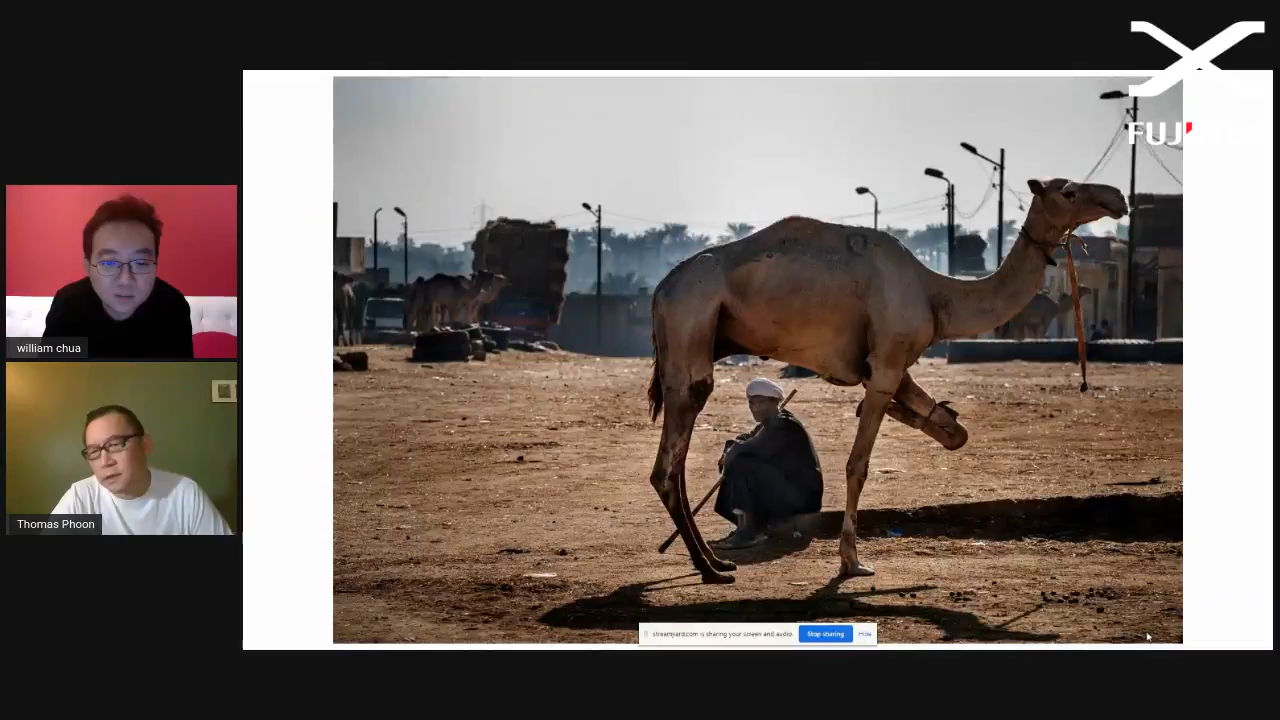 william chua
Thomas Phoon
streamyard.com is sharing your screen and audio.
Stop sharing
Hide